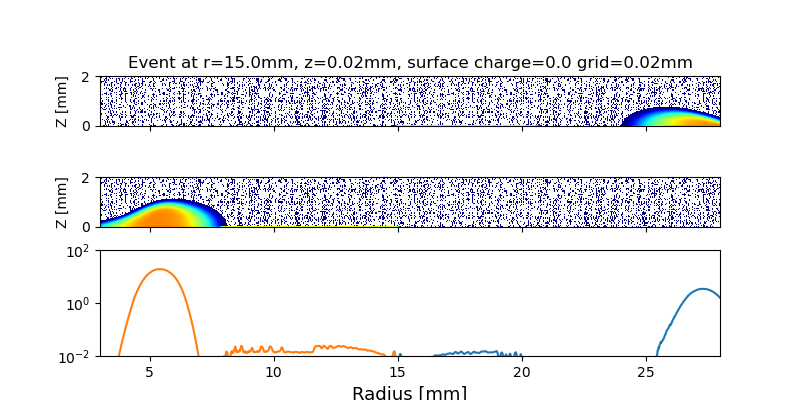 Event at r=15.0mm, z=0.02mm, surface charge=0.0 grid=0.02mm
2
Z [mm]
0
2
Z [mm]
0
10²
10⁰
10⁻²
5 10 15 20 25
Radius [mm]